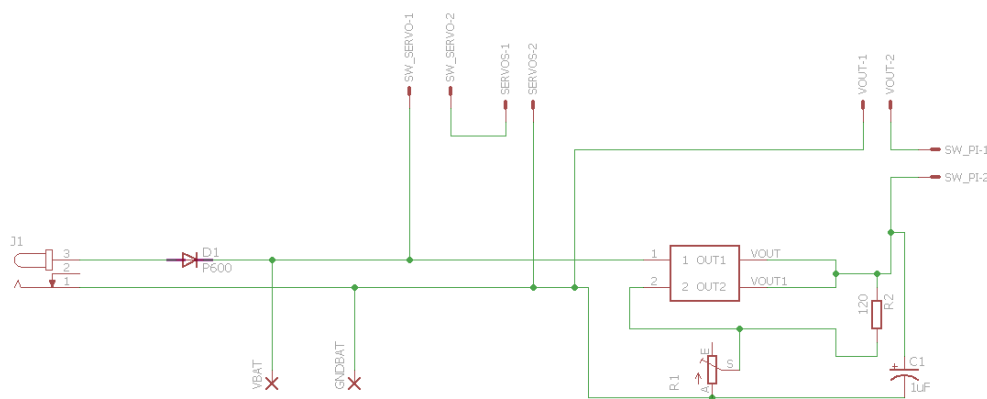 SW_SERVO-1
SW_SERVO-2
SERVOS-1
SERVOS-2
VOUT-1
VOUT-2
SW_PI-1
SW_PI-2
J1
3
2
1
D1
P600
1
2
1 OUT1
2 OUT2
VOUT
VOUT1
120
R2
VBAT
GNDBAT
R1
E
S
A
C1
+
1uF